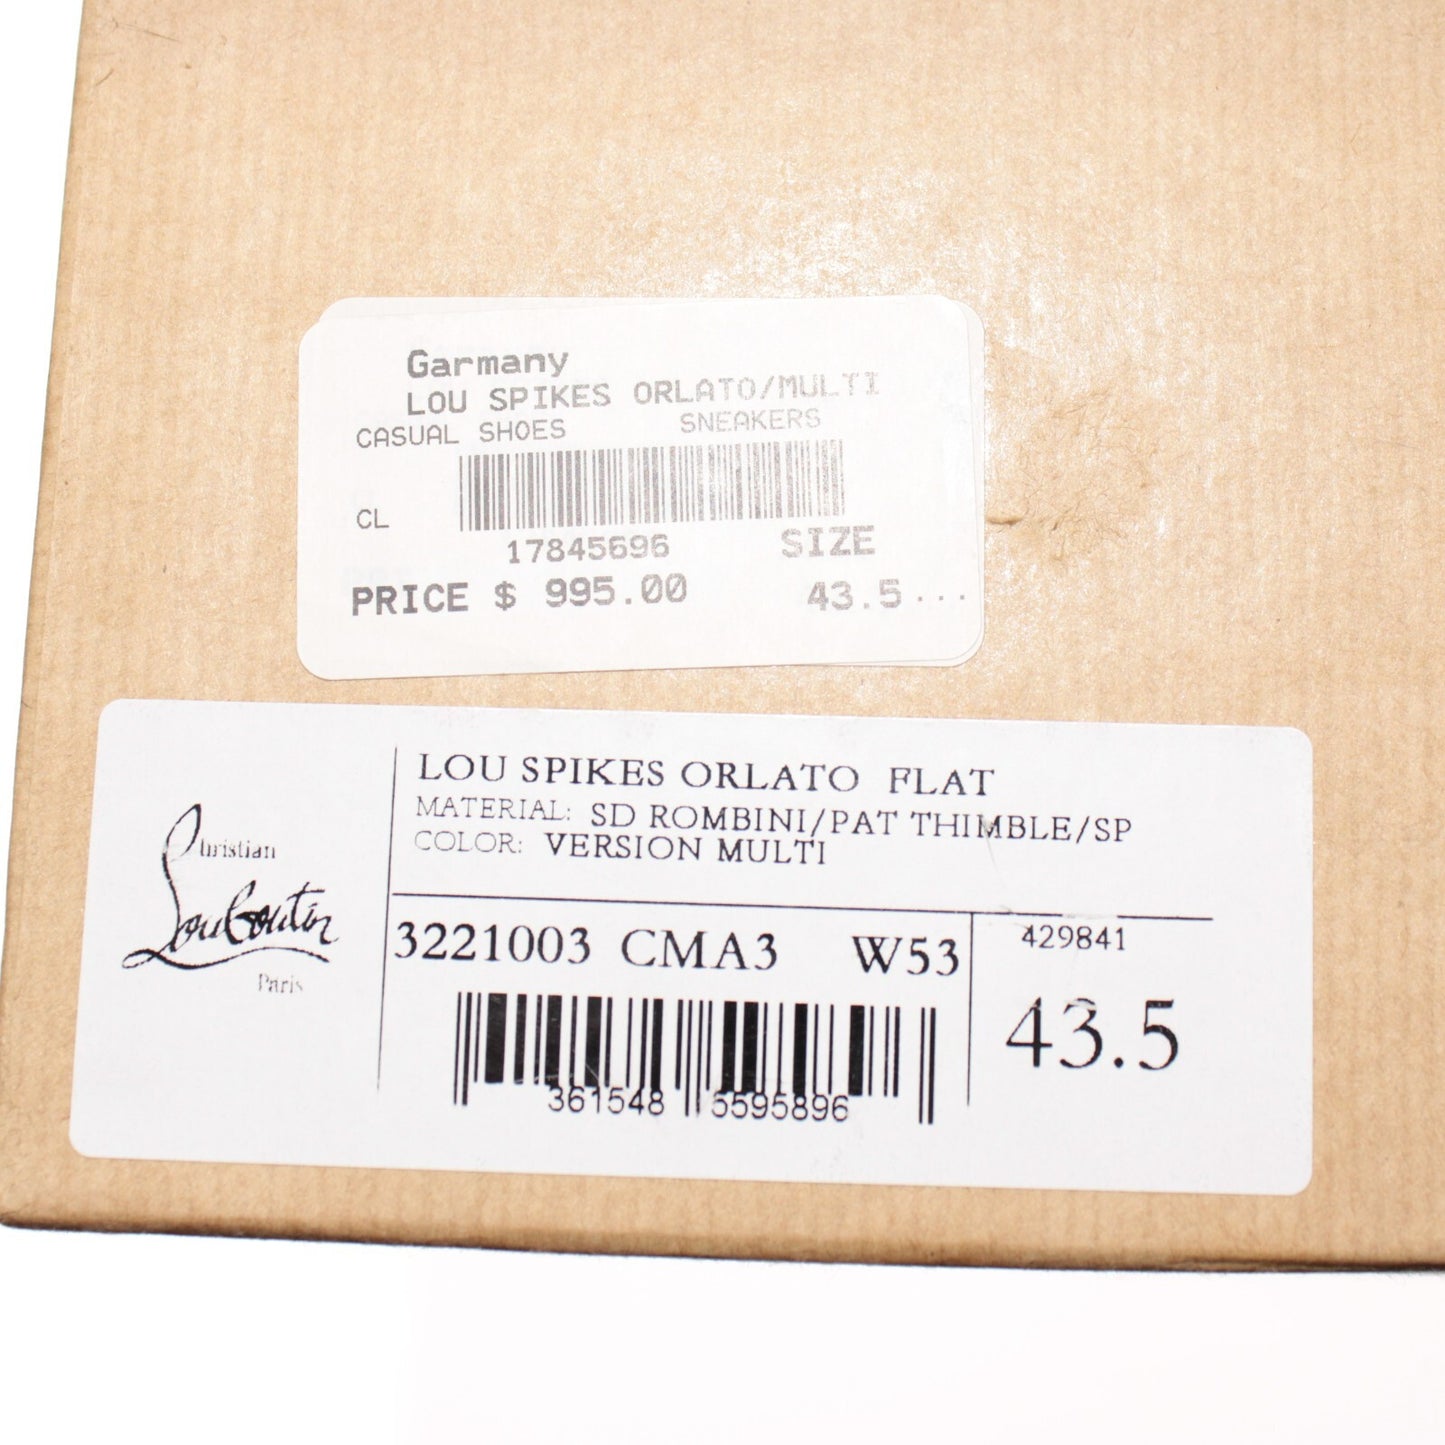 Garmany
LOU SPIKES ORLATO/MULTI
CASUAL SHOES SNEAKERS
CL
17845696 SIZE
PRICE $ 995.00 43.5...
Christian
Louboutin
Paris
LOU SPIKES ORLATO FLAT
MATERIAL: SD ROMBINI/PAT THIMBLE/SP
COLOR: VERSION MULTI
3221003 CMA3 W53
429841
43.5
361548 5595896